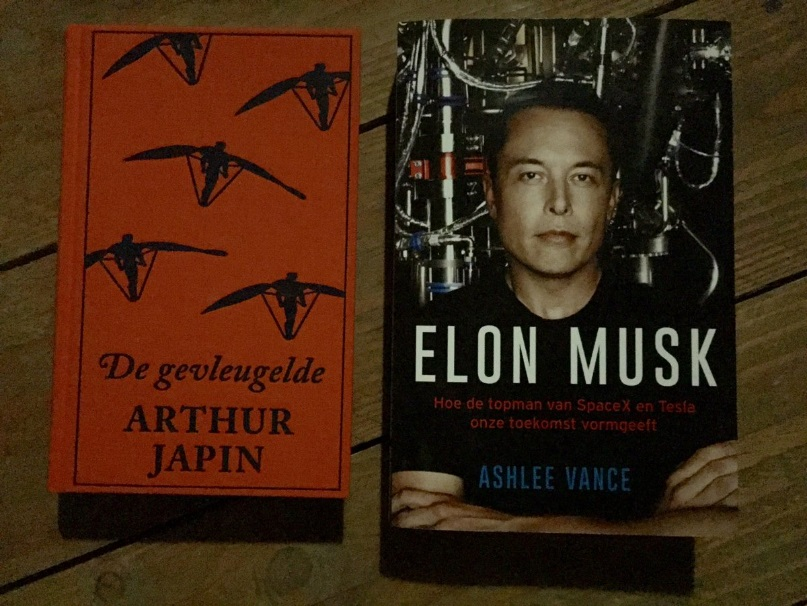 De gevleugelde
ARTHUR
JAPIN
ELON MUSK
Hoe de topman van SpaceX en Tesla
onze toekomst vormgeeft
ASHLEE VANCE